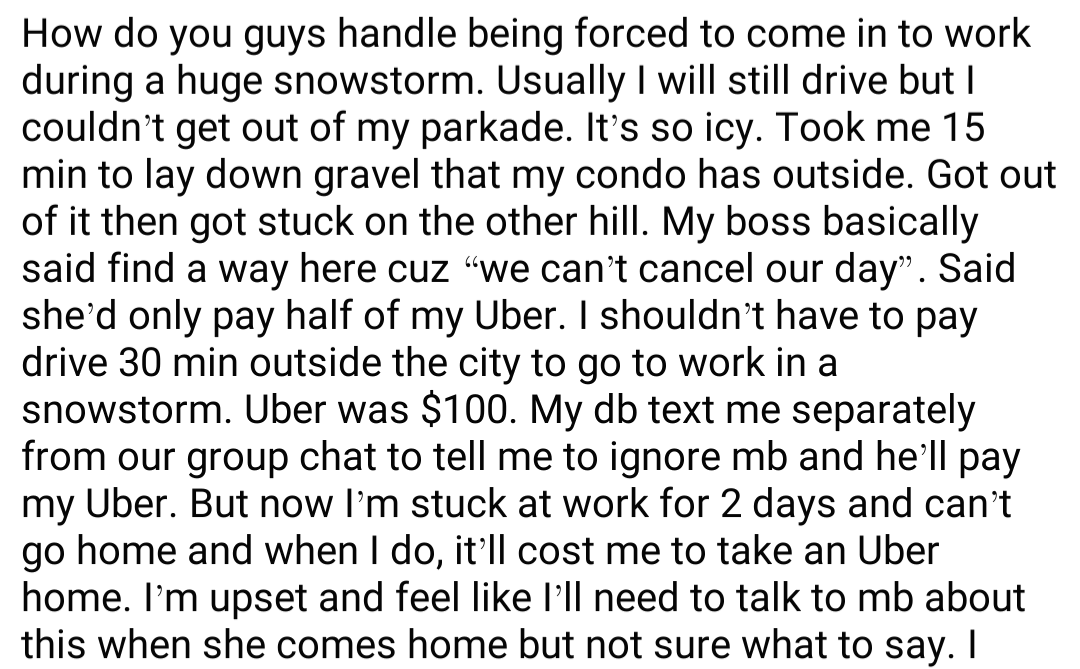 How do you guys handle being forced to come in to work
during a huge snowstorm. Usually I will still drive but I
couldn’t get out of my parkade. It’s so icy. Took me 15
min to lay down gravel that my condo has outside. Got out
of it then got stuck on the other hill. My boss basically
said find a way here cuz “we can’t cancel our day”. Said
she’d only pay half of my Uber. I shouldn’t have to pay
drive 30 min outside the city to go to work in a
snowstorm. Uber was $100. My db text me separately
from our group chat to tell me to ignore mb and he’ll pay
my Uber. But now I’m stuck at work for 2 days and can’t
go home and when I do, it’ll cost me to take an Uber
home. I’m upset and feel like I’ll need to talk to mb about
this when she comes home but not sure what to say. I